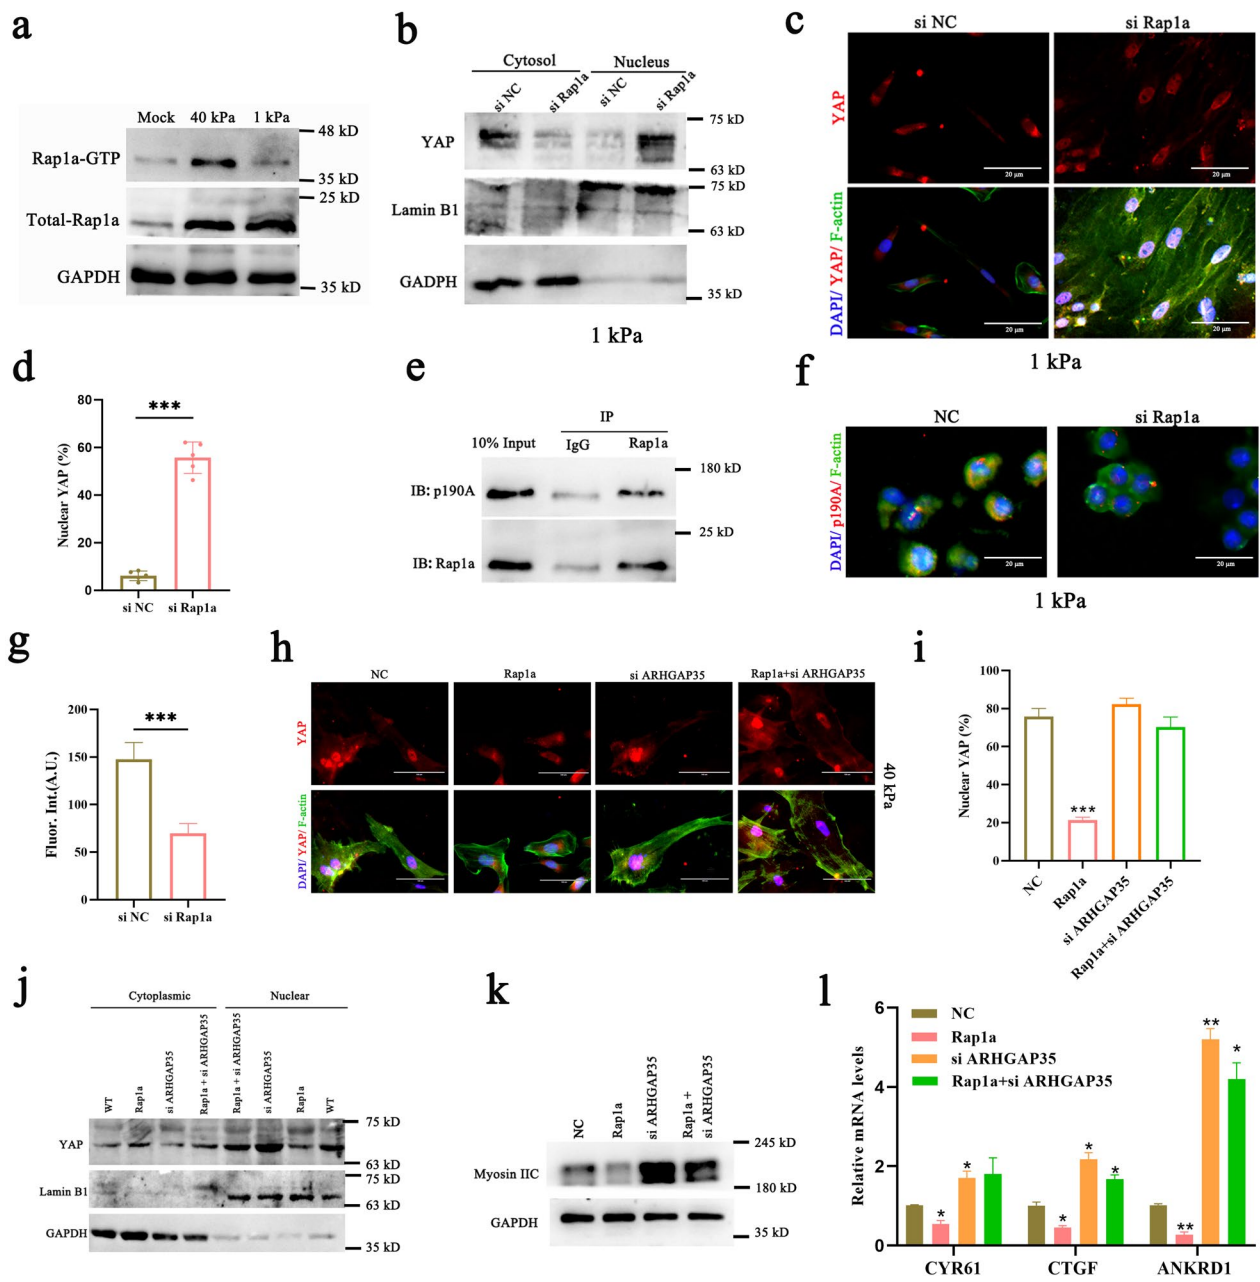 a
Mock 40 kPa 1 kPa
48 kD
Rap1a-GTP
35 kD
25 kD
Total-Rap1a
GAPDH
35 kD
b
Cytosol Nucleus
si NC si Rap1a si NC si Rap1a
75 kD
YAP
63 kD
75 kD
Lamin B1
63 kD
GADPH
35 kD
1 kPa
c
si NC si Rap1a
YAP
20 μm 20 μm
DAPI/ YAP/ F-actin
20 μm 20 μm
1 kPa
d
80
60
40
20
0
Nuclear YAP (%)
***
si NC si Rap1a
e
IP
10% Input IgG Rap1a
180 kD
IB: p190A
25 kD
IB: Rap1a
f
NC si Rap1a
DAPI/ p190A/ F-actin
20 μm 20 μm
1 kPa
g
200
150
100
50
0
Fluor. Int.(A.U.)
***
si NC si Rap1a
h
NC Rap1a si ARHGAP35 Rap1a+si ARHGAP35
YAP
DAPI/ YAP/ F-actin
40 kPa
i
100
80
60
40
20
0
Nuclear YAP (%)
***
NC Rap1a si ARHGAP35 Rap1a+si ARHGAP35
j
Cytoplasmic Nuclear
WT Rap1a si ARHGAP35 Rap1a + si ARHGAP35 Rap1a + si ARHGAP35 si ARHGAP35 Rap1a WT
75 kD
YAP
63 kD
75 kD
Lamin B1
63 kD
GAPDH
35 kD
k
NC Rap1a si ARHGAP35 Rap1a +
si ARHGAP35
245 kD
Myosin IIC
180 kD
GAPDH
35 kD
l
6
4
2
0
Relative mRNA levels
NC
Rap1a
si ARHGAP35
Rap1a+si ARHGAP35
* * * * * ** ** *
CYR61 CTGF ANKRD1